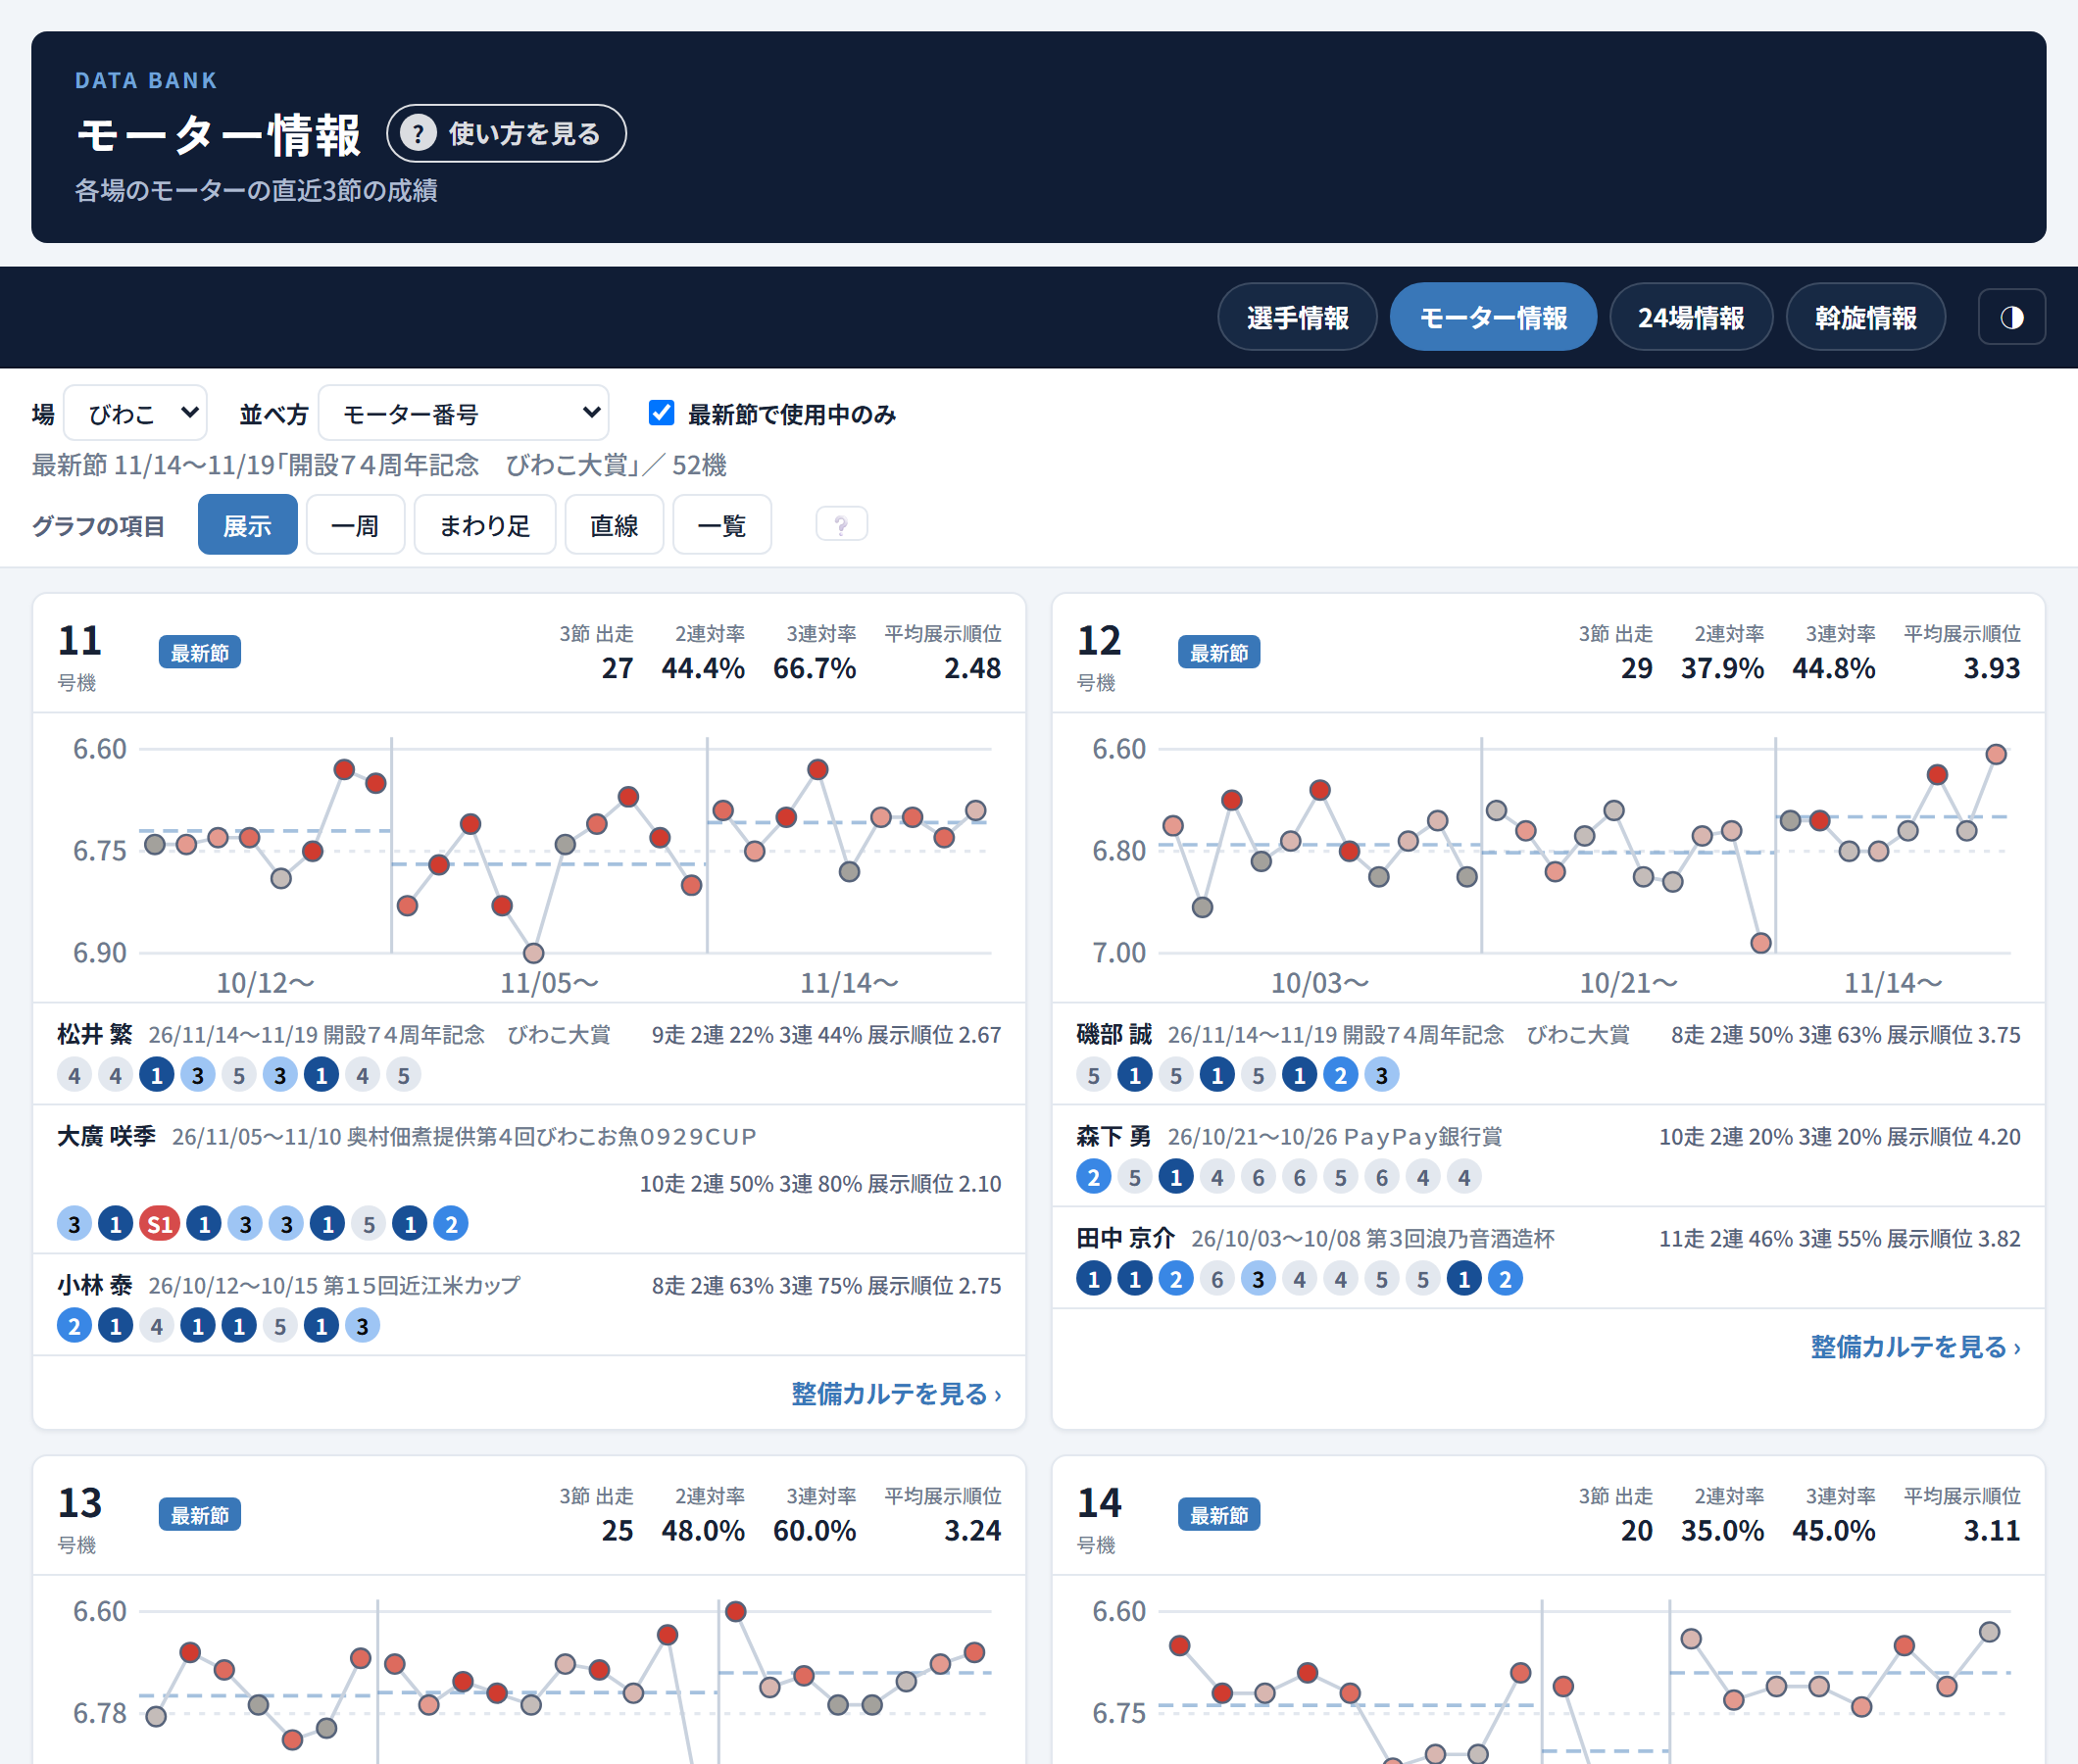 DATA BANK
モーター情報 ? 使い方を見る
各場のモーターの直近3節の成績
選手情報 モーター情報 24場情報 斡旋情報
場 びわこ 並べ方 モーター番号 最新節で使用中のみ
最新節 11/14〜11/19「開設７４周年記念　びわこ大賞」／ 52機
グラフの項目 展示 一周 まわり足 直線 一覧 ?
11 号機 最新節
3節 出走 2連対率 3連対率 平均展示順位
27 44.4% 66.7% 2.48
6.60
6.75
6.90
10/12〜 11/05〜 11/14〜
松井 繁 26/11/14〜11/19 開設７４周年記念　びわこ大賞 9走 2連 22% 3連 44% 展示順位 2.67
4 4 1 3 5 3 1 4 5
大廣 咲季 26/11/05〜11/10 奥村佃煮提供第４回びわこお魚０９２９ＣＵＰ
10走 2連 50% 3連 80% 展示順位 2.10
3 1 S1 1 3 3 1 5 1 2
小林 泰 26/10/12〜10/15 第１５回近江米カップ 8走 2連 63% 3連 75% 展示順位 2.75
2 1 4 1 1 5 1 3
整備カルテを見る ›
12 号機 最新節
3節 出走 2連対率 3連対率 平均展示順位
29 37.9% 44.8% 3.93
6.60
6.80
7.00
10/03〜 10/21〜 11/14〜
磯部 誠 26/11/14〜11/19 開設７４周年記念　びわこ大賞 8走 2連 50% 3連 63% 展示順位 3.75
5 1 5 1 5 1 2 3
森下 勇 26/10/21〜10/26 ＰａｙＰａｙ銀行賞 10走 2連 20% 3連 20% 展示順位 4.20
2 5 1 4 6 6 5 6 4 4
田中 京介 26/10/03〜10/08 第３回浪乃音酒造杯 11走 2連 46% 3連 55% 展示順位 3.82
1 1 2 6 3 4 4 5 5 1 2
整備カルテを見る ›
13 号機 最新節
3節 出走 2連対率 3連対率 平均展示順位
25 48.0% 60.0% 3.24
6.60
6.78
14 号機 最新節
3節 出走 2連対率 3連対率 平均展示順位
20 35.0% 45.0% 3.11
6.60
6.75